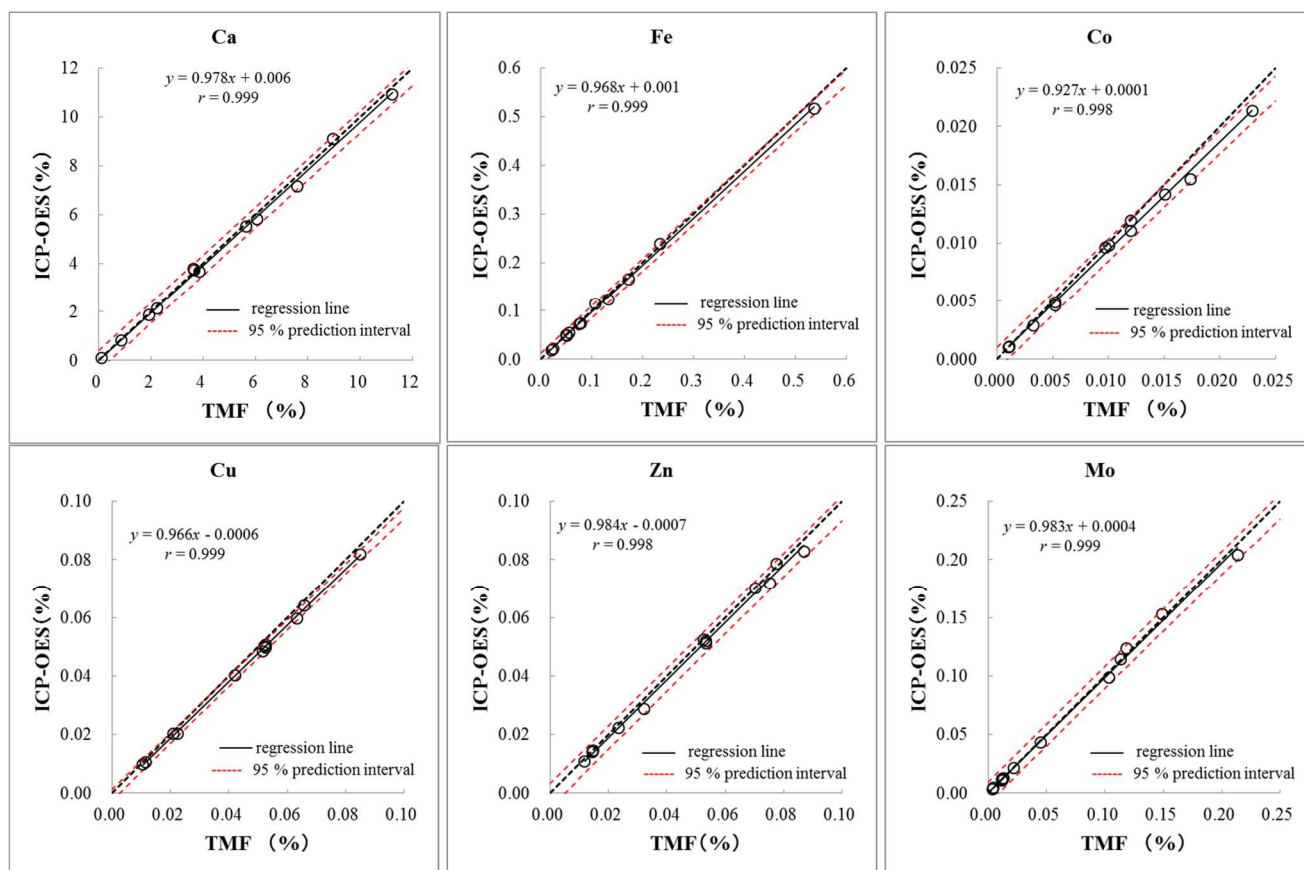 Ca
y = 0.978x + 0.006
r = 0.999
ICP-OES(%)
12
10
8
6
4
2
0
regression line
95 % prediction interval
0 2 4 6 8 10 12
TMF (%)
Fe
y = 0.968x + 0.001
r = 0.999
ICP-OES(%)
0.6
0.5
0.4
0.3
0.2
0.1
0.0
regression line
95 % prediction interval
0.0 0.1 0.2 0.3 0.4 0.5 0.6
TMF (%)
Co
y = 0.927x + 0.0001
r = 0.998
ICP-OES(%)
0.025
0.020
0.015
0.010
0.005
0.000
regression line
95 % prediction interval
0.000 0.005 0.010 0.015 0.020 0.025
TMF (%)
Cu
y = 0.966x - 0.0006
r = 0.999
ICP-OES(%)
0.10
0.08
0.06
0.04
0.02
0.00
regression line
95 % prediction interval
0.00 0.02 0.04 0.06 0.08 0.10
TMF (%)
Zn
y = 0.984x - 0.0007
r = 0.998
ICP-OES(%)
0.10
0.08
0.06
0.04
0.02
0.00
regression line
95 % prediction interval
0.00 0.02 0.04 0.06 0.08 0.10
TMF(%)
Mo
y = 0.983x + 0.0004
r = 0.999
ICP-OES(%)
0.25
0.20
0.15
0.10
0.05
0.00
regression line
95 % prediction interval
0.00 0.05 0.10 0.15 0.20 0.25
TMF (%)